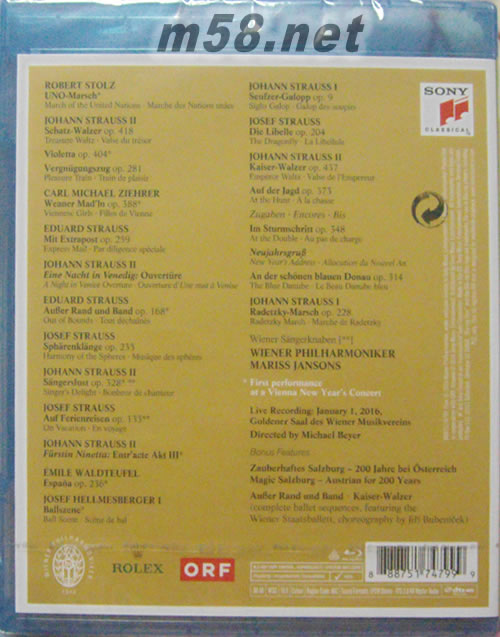 m58.net
ROBERT STOLZ
UNO-Marsch*
March of the United Nations · Marche des Nations unies
JOHANN STRAUSS II
Schatz-Walzer op. 418
Treasure Waltz · Valse du trésor
Violetta op. 404*
Vergnügungszug op. 281
Pleasure Train · Train de plaisir
CARL MICHAEL ZIEHRER
Weaner Mad'ln op. 388*
Viennese Girls · Filles de Vienne
EDUARD STRAUSS
Mit Extrapost op. 259
Express Mail · Par diligence spéciale
JOHANN STRAUSS II
Eine Nacht in Venedig: Ouvertüre
A Night in Venice Overture · Ouverture d'Une nuit à Venise
EDUARD STRAUSS
Außer Rand und Band op. 168*
Out of Bounds · Tout déchaînés
JOSEF STRAUSS
Sphärenklänge op. 235
Harmony of the Spheres · Musique des sphères
JOHANN STRAUSS II
Sängerslust op. 328* **
Singer's Delight · Bonheur de chanteur
JOSEF STRAUSS
Auf Ferienreisen op. 133**
On Vacation · En voyage
JOHANN STRAUSS II
Fürstin Ninetta: Entr'acte Akt III*
ÉMILE WALDTEUFEL
España op. 236*
JOSEF HELLMESBERGER I
Ballszene*
Ball Scene · Scène de bal
JOHANN STRAUSS I
Seufzer-Galopp op. 9
Sighs Galop · Galop des soupirs
JOSEF STRAUSS
Die Libelle op. 204
The Dragonfly · La Libellule
JOHANN STRAUSS II
Kaiser-Walzer op. 437
Emperor Waltz · Valse de l'Empereur
Auf der Jagd op. 373
At the Hunt · À la chasse
Zugaben · Encores · Bis
Im Sturmschritt op. 348
At the Double · Au pas de charge
Neujahrsgruß
New Year's Address · Allocution du Nouvel An
An der schönen blauen Donau op. 314
The Blue Danube · Le Beau Danube bleu
JOHANN STRAUSS I
Radetzky-Marsch op. 228
Radetzky March · Marche de Radetzky
Wiener Sängerknaben [**]
WIENER PHILHARMONIKER
MARISS JANSONS
* First performance
at a Vienna New Year's Concert
Live Recording: January 1, 2016,
Goldener Saal des Wiener Musikvereins
Directed by Michael Beyer
Bonus Features
Zauberhaftes Salzburg – 200 Jahre bei Österreich
Magic Salzburg – Austrian for 200 Years
Außer Rand und Band · Kaiser-Walzer
(complete ballet sequences, featuring the
Wiener Staatsballett, choreography by Jiří Bubeníček)
SONY
CLASSICAL
WIENER PHILHARMONIKER
ROLEX
ORF
8 88751 74799 9